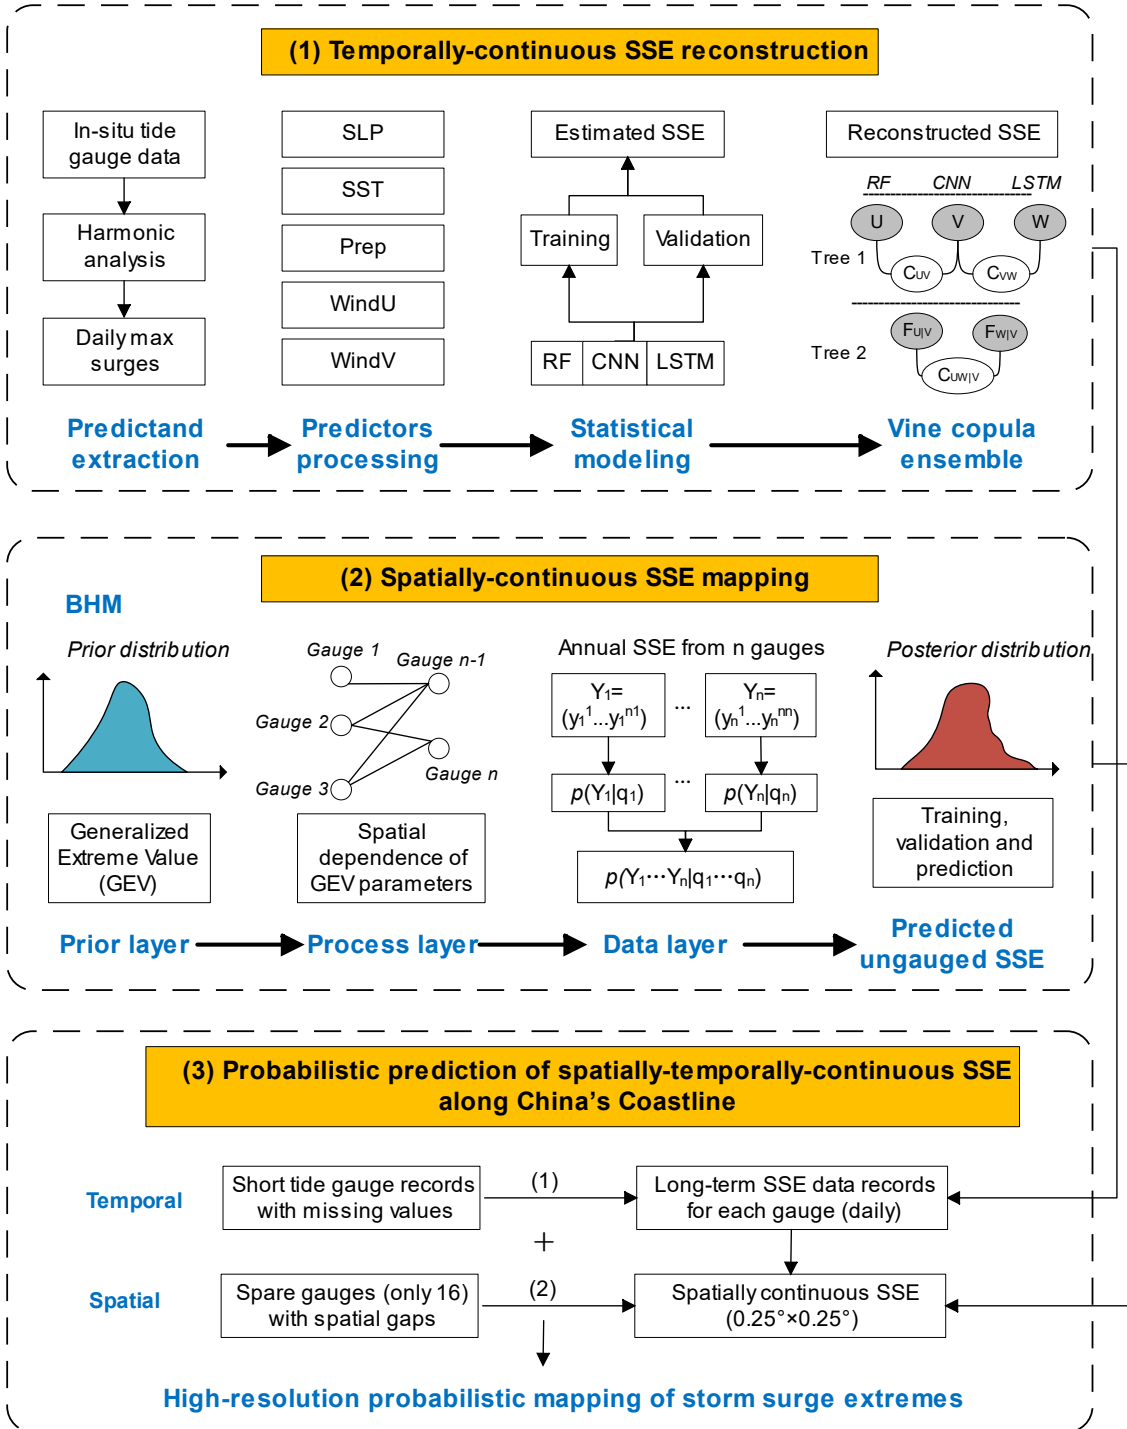 (1) Temporally-continuous SSE reconstruction
In-situ tide
gauge data
Harmonic
analysis
Daily max
surges
SLP
SST
Prep
WindU
WindV
Estimated SSE
Training
Validation
RF
CNN
LSTM
Reconstructed SSE
RF
CNN
LSTM
U
V
W
Tree 1
CUV
CVW
Tree 2
FU|V
FW|V
CUW|V
Predictand
extraction
Predictors
processing
Statistical
modeling
Vine copula
ensemble
(2) Spatially-continuous SSE mapping
BHM
Prior distribution
Generalized
Extreme Value
(GEV)
Gauge 1
Gauge n-1
Gauge 2
Gauge n
Gauge 3
Spatial
dependence of
GEV parameters
Annual SSE from n gauges
Y1=
(y1^1...y1^n1)
...
Yn=
(yn^1...yn^nn)
p(Y1|q1)
...
p(Yn|qn)
p(Y1···Yn|q1···qn)
Posterior distribution
Training,
validation and
prediction
Prior layer
Process layer
Data layer
Predicted
ungauged SSE
(3) Probabilistic prediction of spatially-temporally-continuous SSE
along China's Coastline
Temporal
Short tide gauge records
with missing values
(1)
Long-term SSE data records
for each gauge (daily)
+
Spatial
Spare gauges (only 16)
with spatial gaps
(2)
Spatially continuous SSE
(0.25°×0.25°)
High-resolution probabilistic mapping of storm surge extremes